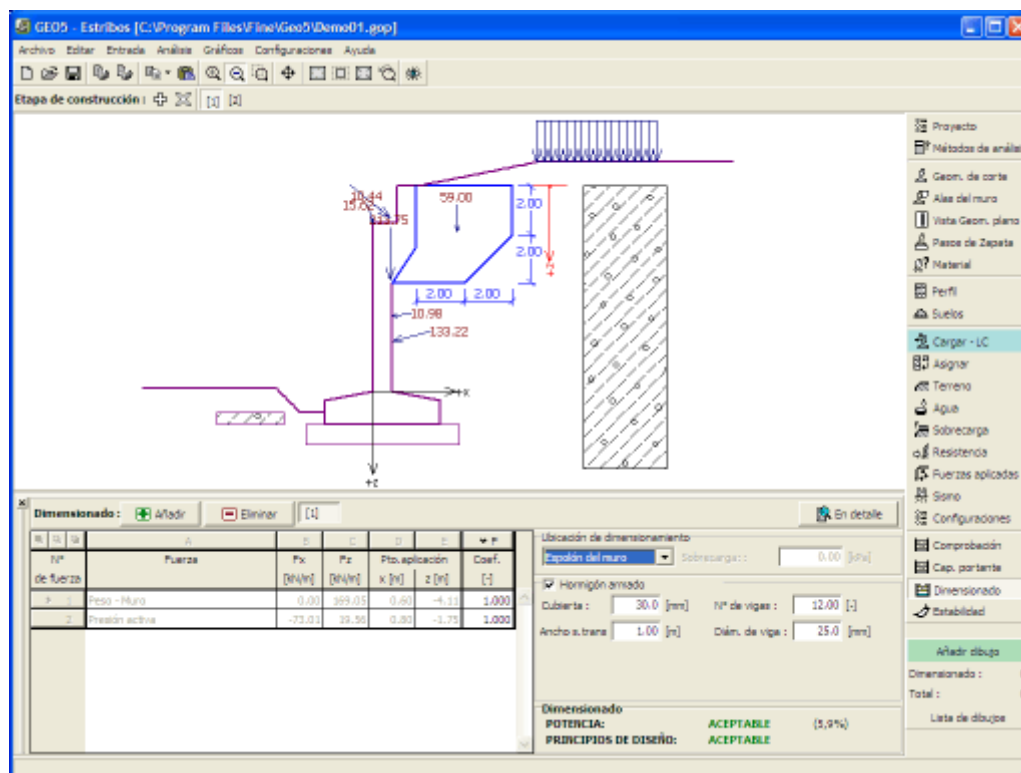 GEO5 - Estribos [C:\Program Files\Fine\Geo5\Demo01.gop]
Archivo Editar Entrada Análisis Gráficos Configuraciones Ayuda
Etapa de construcción : [1] [2]
59.00
2.00
2.00
+z
2.00 2.00
10.98
133.22
+x
+z
Proyecto
Métodos de análisi
Geom. de corte
Alas del muro
Vista Geom. plano
Pasos de Zapata
Material
Perfil
Suelos
Cargar - LC
Asignar
Terreno
Agua
Sobrecarga
Resistencia
Fuerzas aplicadas
Sismo
Configuraciones
Comprobación
Cap. portante
Dimensionado
Estabilidad
Añadir dibujo
Dimensionado :
Total :
Lista de dibujos
Dimensionado : Añadir Eliminar [1] En detalle
A B C D E F
Nº Fuerza Fx Fz Pto.aplicación Coef.
de fuerza [kN/m] [kN/m] x [m] z [m] [-]
1 Peso - Muro 0.00 169.05 0.60 -4.11 1.000
2 Presión activa -73.01 19.56 0.80 -1.75 1.000
Ubicación de dimensionamiento
Espolón del muro Sobrecarga: : 0.00 [kPa]
Hormigón armado
Cubierta : 30.0 [mm] Nº de vigas : 12.00 [-]
Ancho s.trans 1.00 [m] Diám. de viga : 25.0 [mm]
Dimensionado
POTENCIA: ACEPTABLE (5,9%)
PRINCIPIOS DE DISEÑO: ACEPTABLE